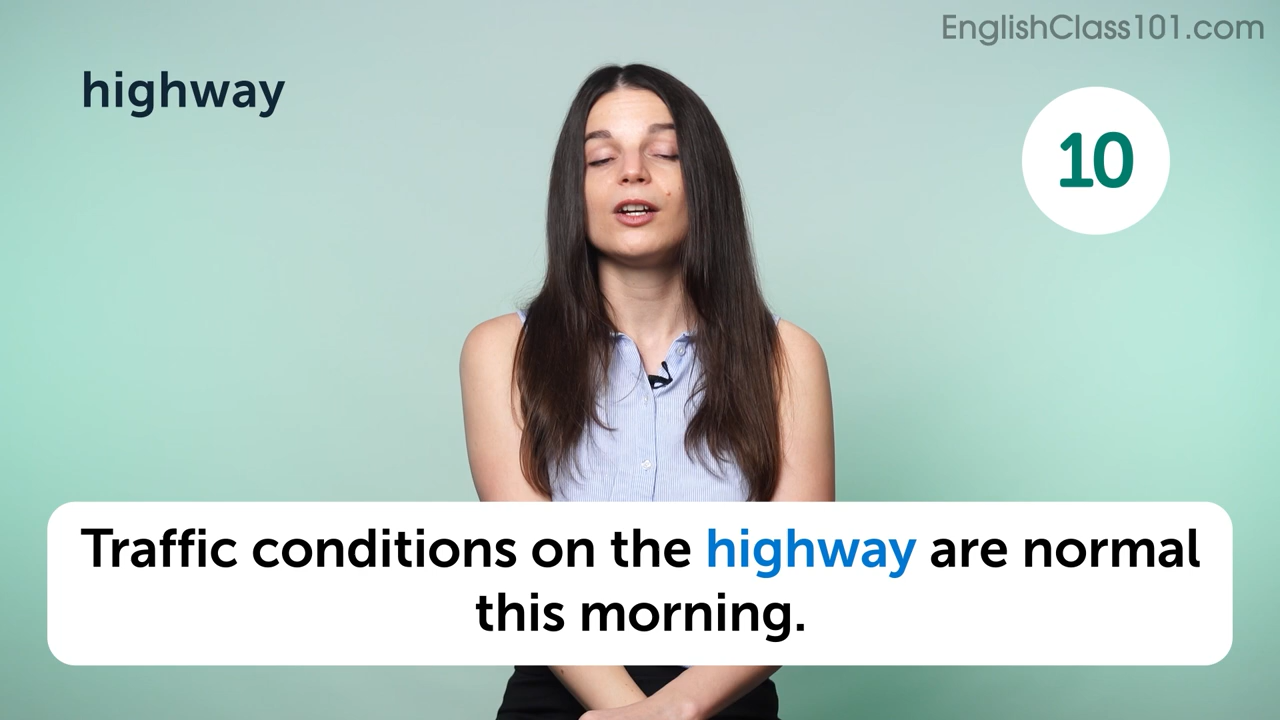 EnglishClass101.com
highway
10
Traffic conditions on the highway are normal
this morning.